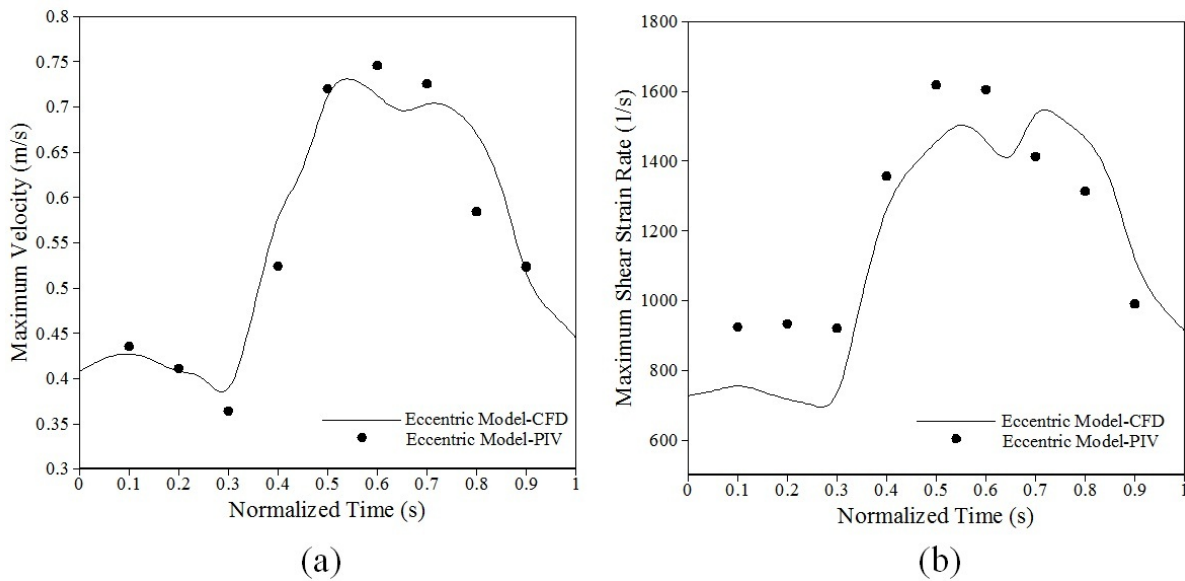 0.8
0.75
0.7
0.65
0.6
0.55
0.5
0.45
0.4
0.35
0.3
Maximum Velocity (m/s)
Eccentric Model-CFD
Eccentric Model-PIV
0 0.1 0.2 0.3 0.4 0.5 0.6 0.7 0.8 0.9 1
Normalized Time (s)
(a)
1800
1600
1400
1200
1000
800
600
Maximum Shear Strain Rate (1/s)
Eccentric Model-CFD
Eccentric Model-PIV
0 0.1 0.2 0.3 0.4 0.5 0.6 0.7 0.8 0.9 1
Normalized Time (s)
(b)